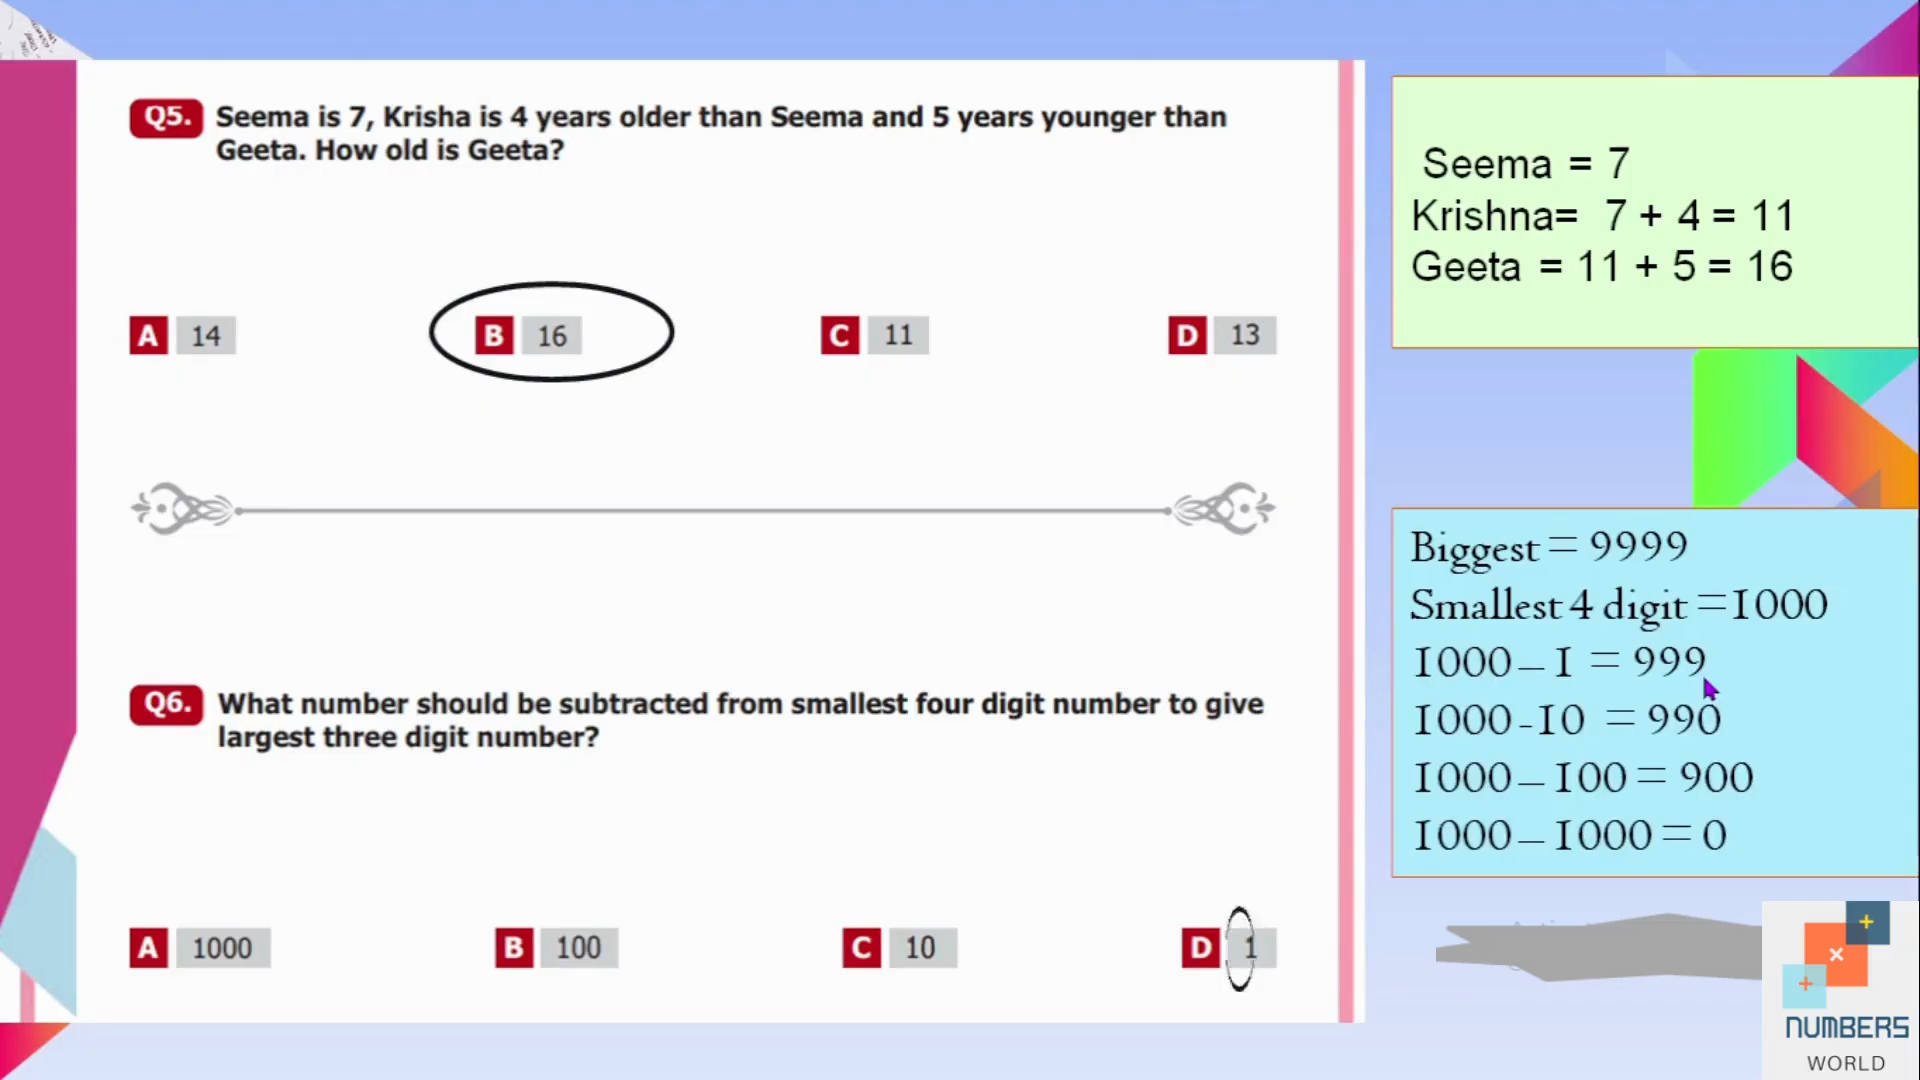 Q5. Seema is 7, Krisha is 4 years older than Seema and 5 years younger than
Geeta. How old is Geeta?
A 14
B 16
C 11
D 13
Q6. What number should be subtracted from smallest four digit number to give
largest three digit number?
A 1000
B 100
C 10
D 1
Seema = 7
Krishna= 7 + 4 = 11
Geeta = 11 + 5 = 16
Biggest = 9999
Smallest 4 digit =1000
1000 – 1 = 999
1000 -10 = 990
1000 – 100 = 900
1000 – 1000 = 0
+
×
+
NUMBERS
WORLD